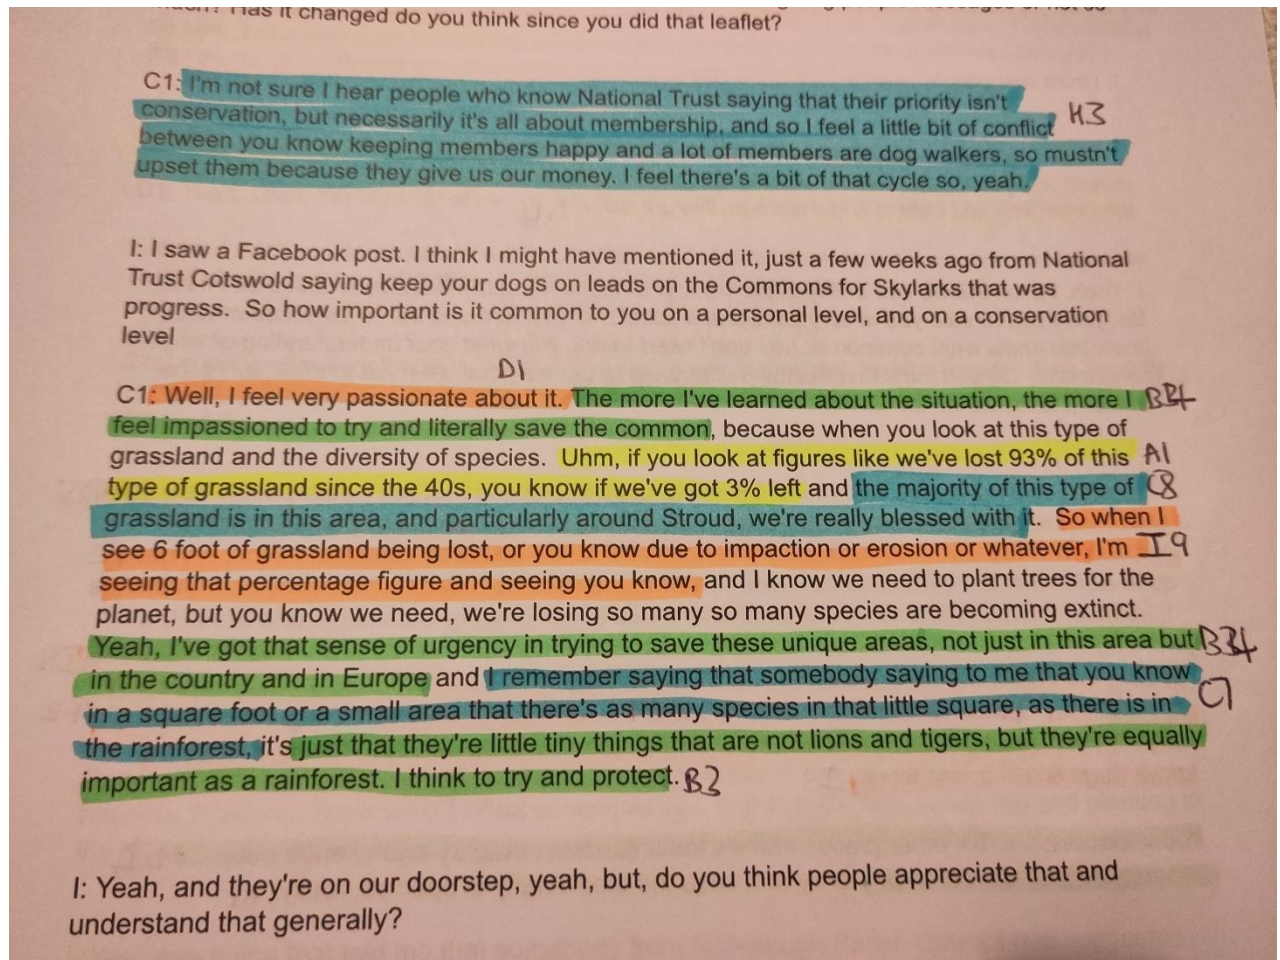 Has it changed do you think since you did that leaflet?
C1: I'm not sure I hear people who know National Trust saying that their priority isn't
conservation, but necessarily it's all about membership, and so I feel a little bit of conflict H3
between you know keeping members happy and a lot of members are dog walkers, so mustn't
upset them because they give us our money. I feel there's a bit of that cycle so, yeah.
I: I saw a Facebook post. I think I might have mentioned it, just a few weeks ago from National
Trust Cotswold saying keep your dogs on leads on the Commons for Skylarks that was
progress. So how important is it common to you on a personal level, and on a conservation
level
D1
C1: Well, I feel very passionate about it. The more I've learned about the situation, the more I
feel impassioned to try and literally save the common, because when you look at this type of
grassland and the diversity of species. Uhm, if you look at figures like we've lost 93% of this A1
type of grassland since the 40s, you know if we've got 3% left and the majority of this type of C8
grassland is in this area, and particularly around Stroud, we're really blessed with it. So when I
see 6 foot of grassland being lost, or you know due to impaction or erosion or whatever, I'm I9
seeing that percentage figure and seeing you know, and I know we need to plant trees for the
planet, but you know we need, we're losing so many so many species are becoming extinct.
Yeah, I've got that sense of urgency in trying to save these unique areas, not just in this area but
in the country and in Europe and I remember saying that somebody saying to me that you know
in a square foot or a small area that there's as many species in that little square, as there is in C7
the rainforest, it's just that they're little tiny things that are not lions and tigers, but they're equally
important as a rainforest. I think to try and protect. B3
I: Yeah, and they're on our doorstep, yeah, but, do you think people appreciate that and
understand that generally?